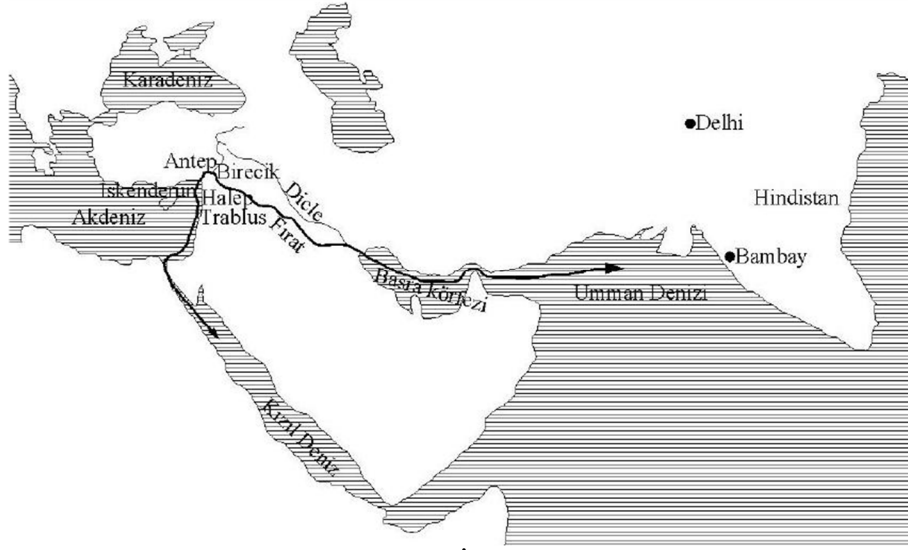 Karadeniz
Delhi
Antep
Birecik
İskenderun
Halep
Dicle
Hindistan
Akdeniz
Trablus
Fırat
Bambay
Basra körfezi
Umman Denizi
Kızıl Deniz